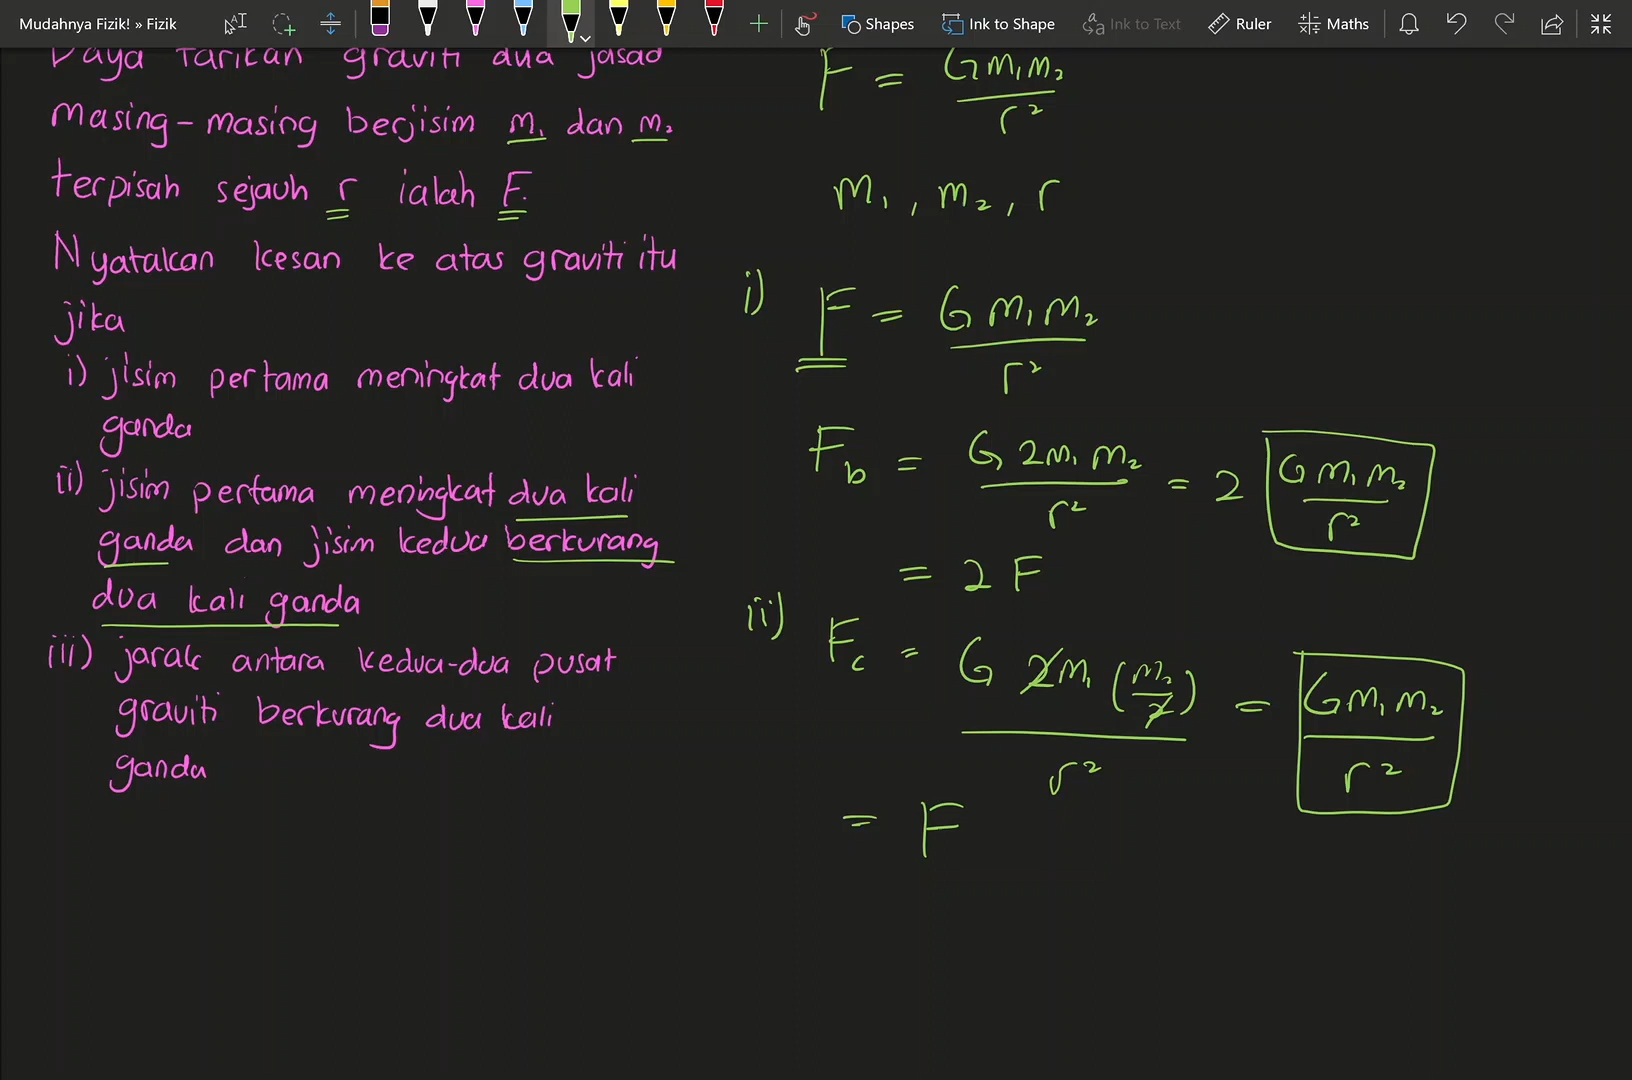 Mudahnya Fizik! » Fizik
Shapes
Ink to Shape
Ink to Text
Ruler
Maths
Daya tarikan graviti dua jasad
masing-masing berjisim m₁ dan m₂
terpisah sejauh r ialah F.
Nyatakan kesan ke atas graviti itu
jika
i) jisim pertama meningkat dua kali
ganda
ii) jisim pertama meningkat dua kali
ganda dan jisim kedua berkurang
dua kali ganda
iii) jarak antara kedua-dua pusat
graviti berkurang dua kali
ganda
F = Gm₁m₂
r²
m₁, m₂, r
i) F = Gm₁m₂
r²
F_b = G 2m₁m₂ = 2 Gm₁m₂
r² r²
= 2F
ii) F_c = G 2m₁ (m₂/2) = Gm₁m₂
r² r²
= F